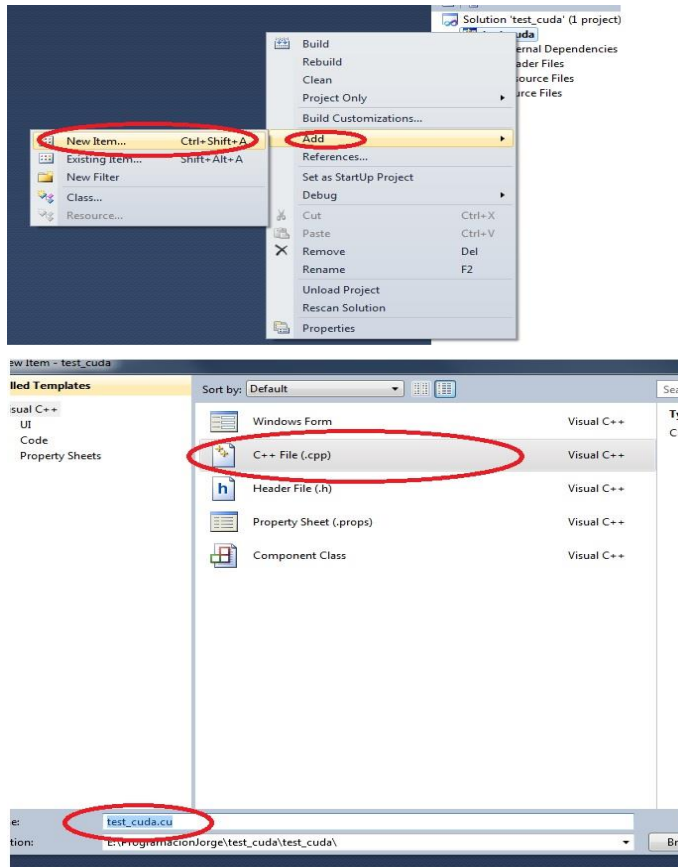 Solution 'test_cuda' (1 project)
Build
Rebuild
Clean
Project Only
Build Customizations...
Add
References...
Set as StartUp Project
Debug
Cut Ctrl+X
Paste Ctrl+V
Remove Del
Rename F2
Unload Project
Rescan Solution
Properties
uda
ernal Dependencies
ader Files
source Files
urce Files
New Item... Ctrl+Shift+A
Existing Item... Shift+Alt+A
New Filter
Class...
Resource...
ew Item - test_cuda
lled Templates
sual C++
UI
Code
Property Sheets
Sort by: Default
Sea
Windows Form Visual C++
C++ File (.cpp) Visual C++
Header File (.h) Visual C++
Property Sheet (.props) Visual C++
Component Class Visual C++
Ty
C
e: test_cuda.cu
tion: E:\ProgramacionJorge\test_cuda\test_cuda\
Br